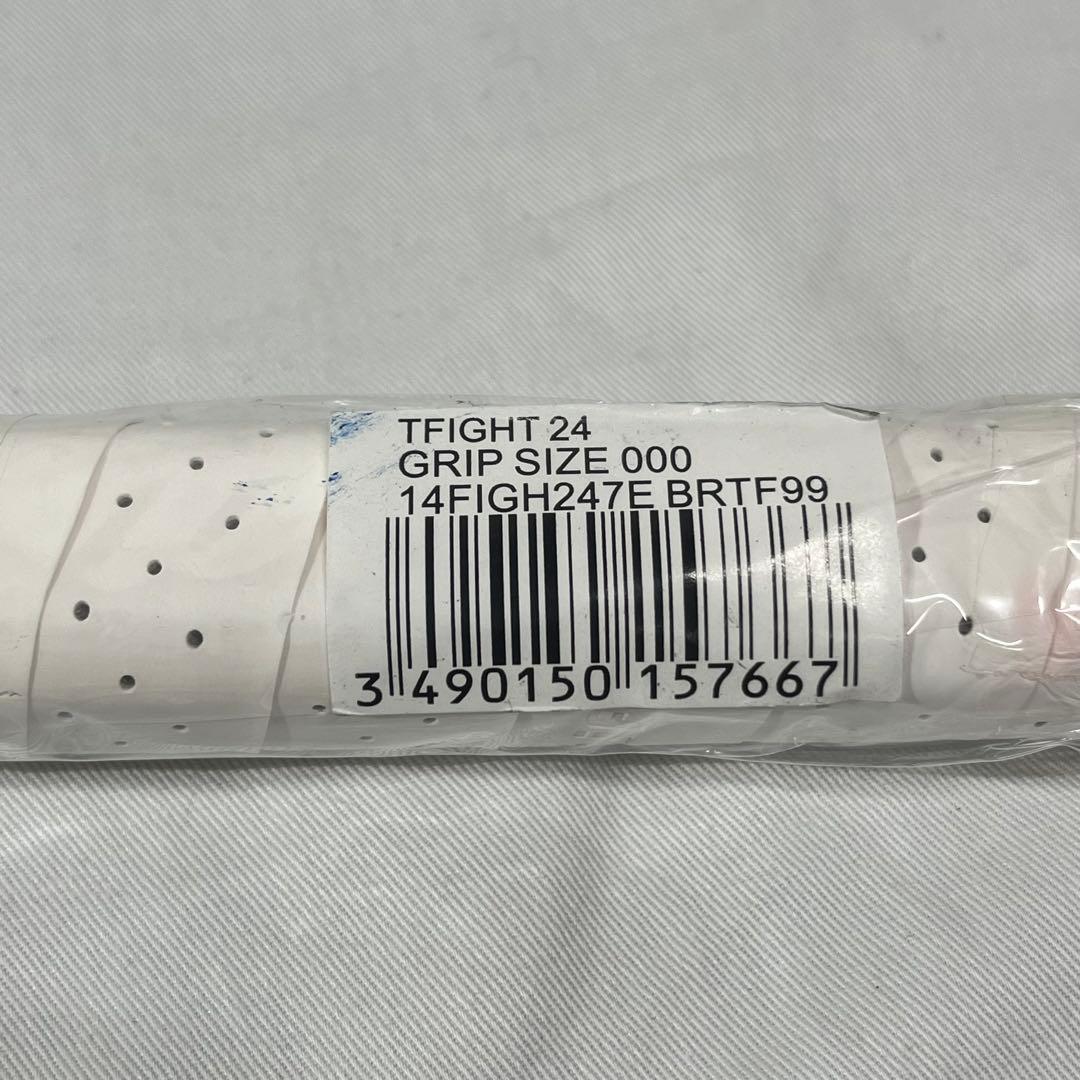 TFIGHT 24
GRIP SIZE 000
14FIGH247E BRTF99
3 490150 157667